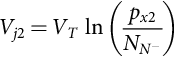 V_{j2} = V_T ln(p_{x2} / N_{N^-})